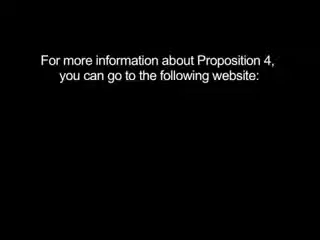 For more information about Proposition 4,
you can go to the following website: